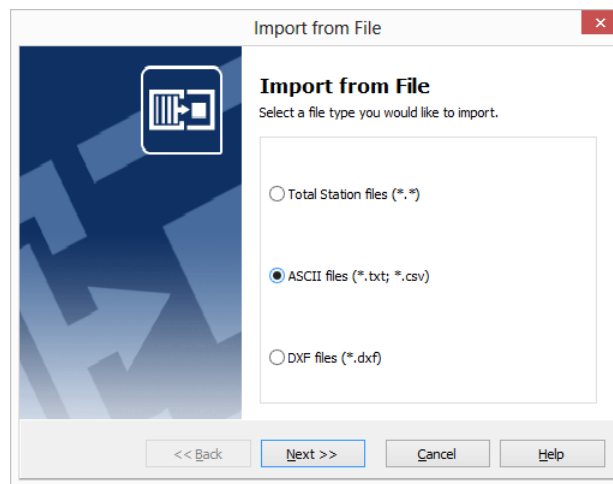 Import from File
Import from File
Select a file type you would like to import.
Total Station files (*.*)
ASCII files (*.txt; *.csv)
DXF files (*.dxf)
<< Back Next >> Cancel Help